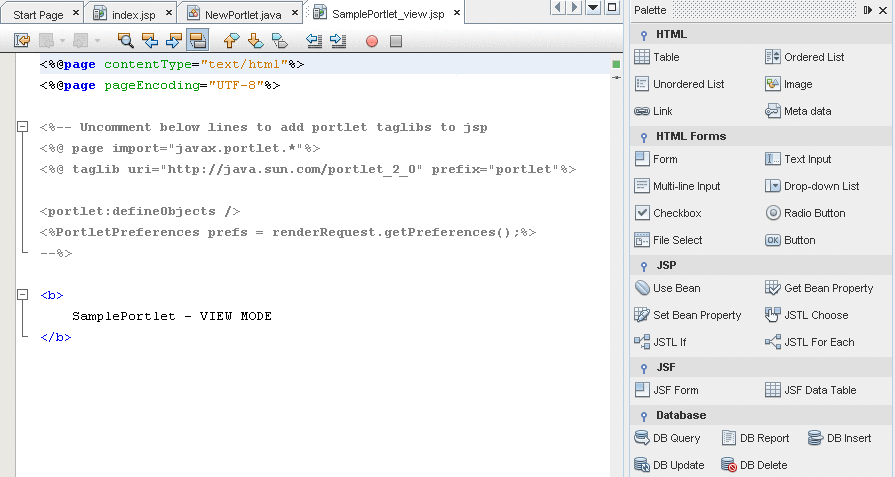 Start Page
index.jsp
NewPortlet.java
SamplePortlet_view.jsp
<%@page contentType="text/html"%>
<%@page pageEncoding="UTF-8"%>
<%-- Uncomment below lines to add portlet taglibs to jsp
<%@ page import="javax.portlet.*"%>
<%@ taglib uri="http://java.sun.com/portlet_2_0" prefix="portlet"%>
<portlet:defineObjects />
<%PortletPreferences prefs = renderRequest.getPreferences();%>
--%>
<b>
SamplePortlet - VIEW MODE
</b>
Palette
HTML
Table
Ordered List
Unordered List
Image
Link
Meta data
HTML Forms
Form
Text Input
Multi-line Input
Drop-down List
Checkbox
Radio Button
File Select
OK
Button
JSP
Use Bean
Get Bean Property
Set Bean Property
JSTL Choose
JSTL If
JSTL For Each
JSF
JSF Form
JSF Data Table
Database
DB Query
DB Report
DB Insert
DB Update
DB Delete